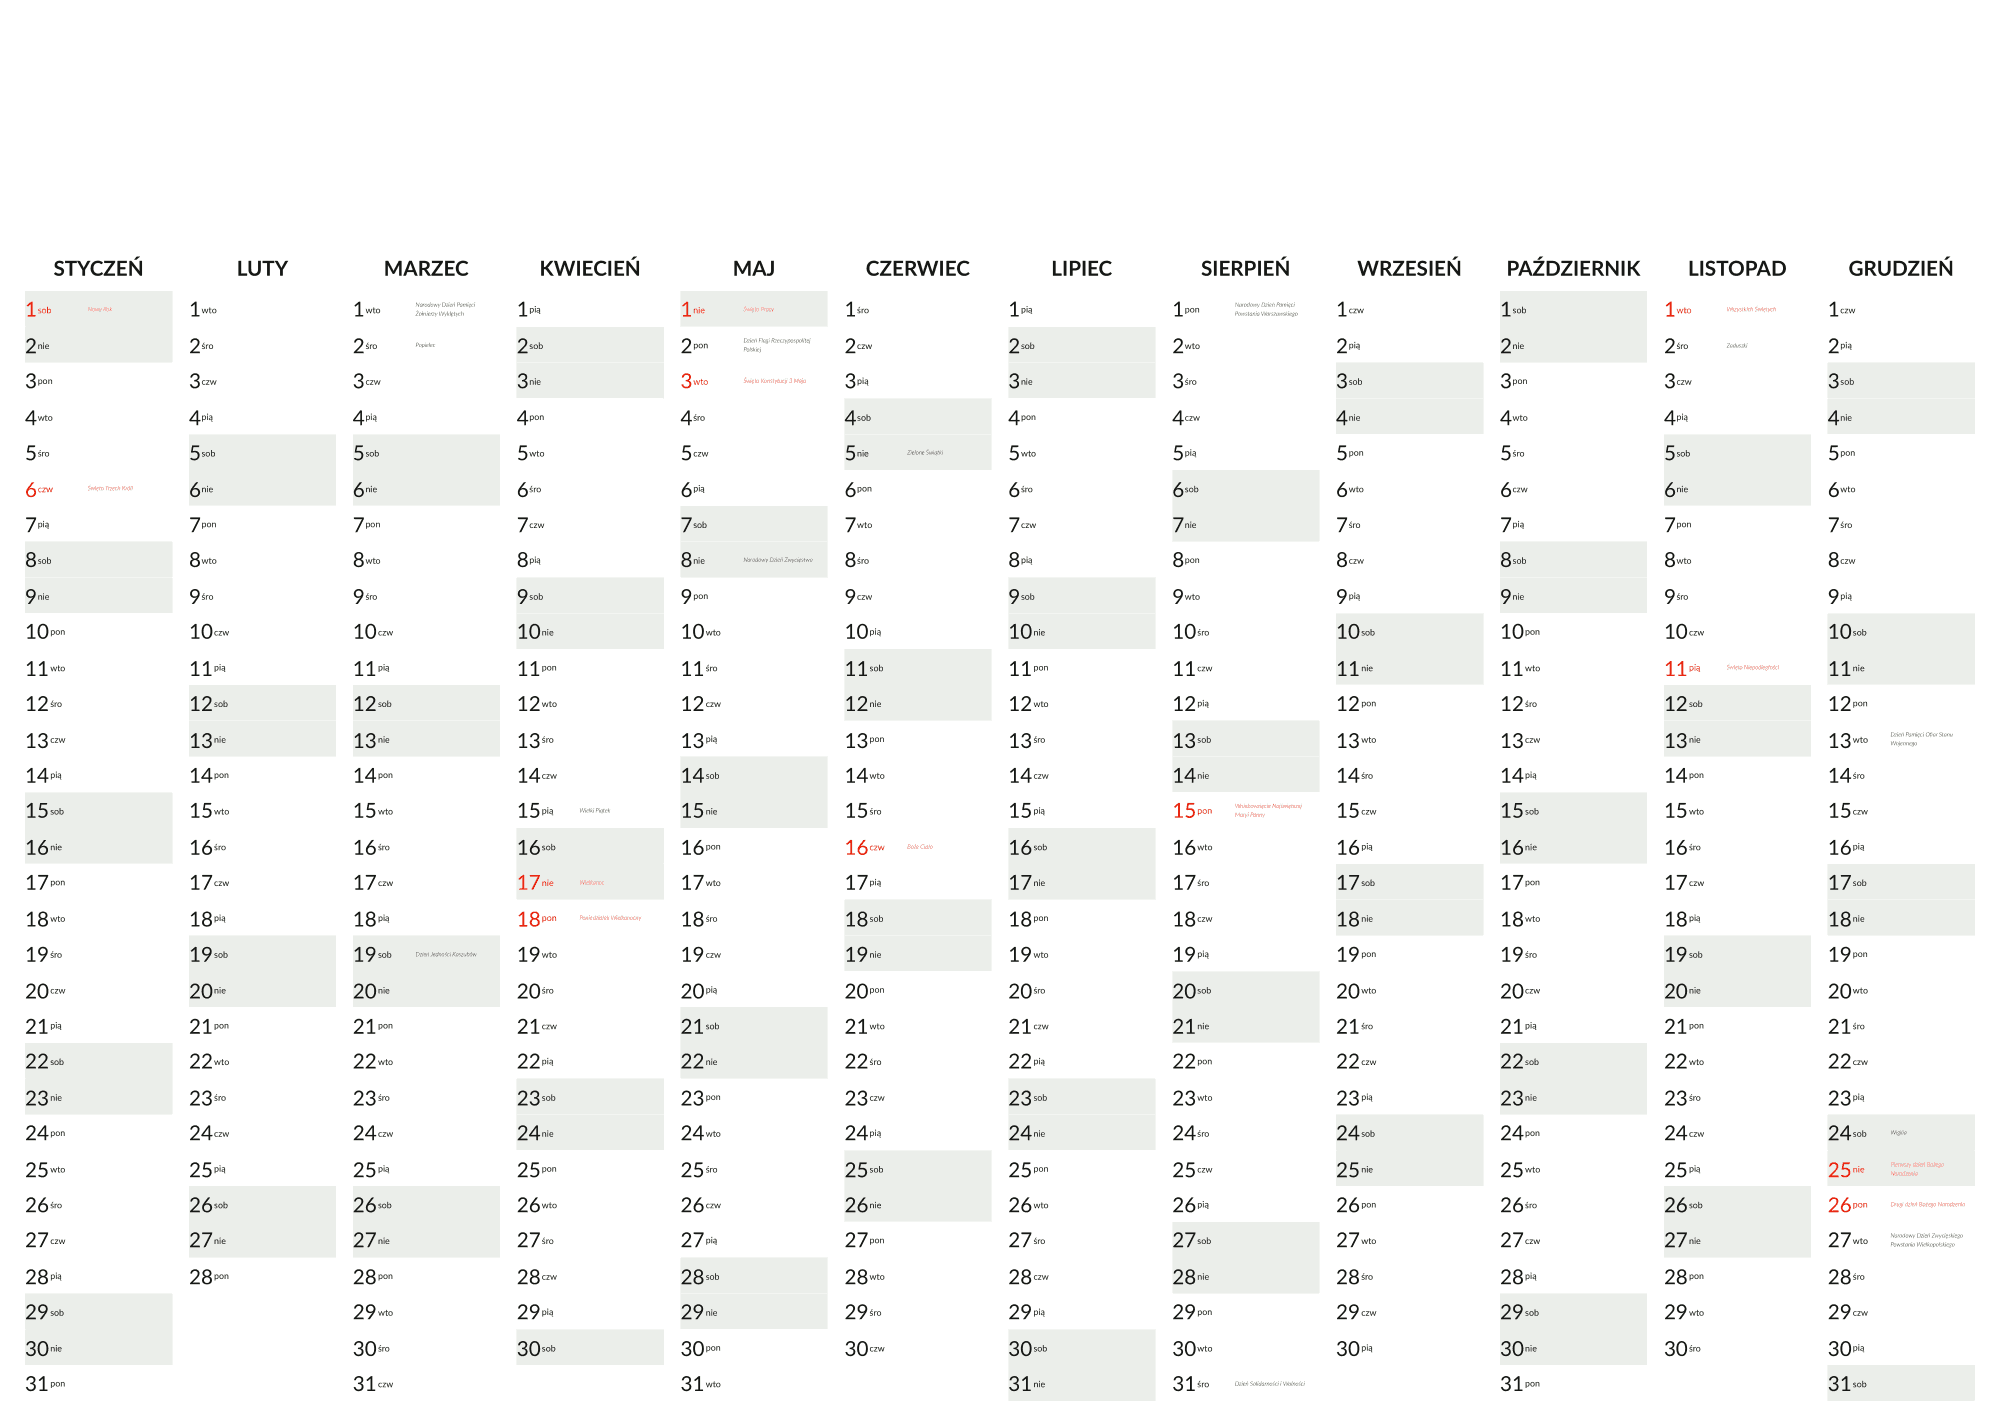 STYCZEŃ
1 sob Nowy Rok
2 nie
3 pon
4 wto
5 śro
6 czw Święto Trzech Króli
7 pią
8 sob
9 nie
10 pon
11 wto
12 śro
13 czw
14 pią
15 sob
16 nie
17 pon
18 wto
19 śro
20 czw
21 pią
22 sob
23 nie
24 pon
25 wto
26 śro
27 czw
28 pią
29 sob
30 nie
31 pon
LUTY
1 wto
2 śro
3 czw
4 pią
5 sob
6 nie
7 pon
8 wto
9 śro
10 czw
11 pią
12 sob
13 nie
14 pon
15 wto
16 śro
17 czw
18 pią
19 sob
20 nie
21 pon
22 wto
23 śro
24 czw
25 pią
26 sob
27 nie
28 pon
MARZEC
1 wto Narodowy Dzień Pamięci
Żołnierzy Wyklętych
2 śro Popielec
3 czw
4 pią
5 sob
6 nie
7 pon
8 wto
9 śro
10 czw
11 pią
12 sob
13 nie
14 pon
15 wto
16 śro
17 czw
18 pią
19 sob Dzień Jedności Kaszubów
20 nie
21 pon
22 wto
23 śro
24 czw
25 pią
26 sob
27 nie
28 pon
29 wto
30 śro
31 czw
KWIECIEŃ
1 pią
2 sob
3 nie
4 pon
5 wto
6 śro
7 czw
8 pią
9 sob
10 nie
11 pon
12 wto
13 śro
14 czw
15 pią Wielki Piątek
16 sob
17 nie Wielkanoc
18 pon Poniedziałek Wielkanocny
19 wto
20 śro
21 czw
22 pią
23 sob
24 nie
25 pon
26 wto
27 śro
28 czw
29 pią
30 sob
MAJ
1 nie Święto Pracy
2 pon Dzień Flagi Rzeczypospolitej
Polskiej
3 wto Święto Konstytucji 3 Maja
4 śro
5 czw
6 pią
7 sob
8 nie Narodowy Dzień Zwycięstwa
9 pon
10 wto
11 śro
12 czw
13 pią
14 sob
15 nie
16 pon
17 wto
18 śro
19 czw
20 pią
21 sob
22 nie
23 pon
24 wto
25 śro
26 czw
27 pią
28 sob
29 nie
30 pon
31 wto
CZERWIEC
1 śro
2 czw
3 pią
4 sob
5 nie Zielone Świątki
6 pon
7 wto
8 śro
9 czw
10 pią
11 sob
12 nie
13 pon
14 wto
15 śro
16 czw Boże Ciało
17 pią
18 sob
19 nie
20 pon
21 wto
22 śro
23 czw
24 pią
25 sob
26 nie
27 pon
28 wto
29 śro
30 czw
LIPIEC
1 pią
2 sob
3 nie
4 pon
5 wto
6 śro
7 czw
8 pią
9 sob
10 nie
11 pon
12 wto
13 śro
14 czw
15 pią
16 sob
17 nie
18 pon
19 wto
20 śro
21 czw
22 pią
23 sob
24 nie
25 pon
26 wto
27 śro
28 czw
29 pią
30 sob
31 nie
SIERPIEŃ
1 pon Narodowy Dzień Pamięci
Powstania Warszawskiego
2 wto
3 śro
4 czw
5 pią
6 sob
7 nie
8 pon
9 wto
10 śro
11 czw
12 pią
13 sob
14 nie
15 pon Wniebowzięcie Najświętszej
Maryi Panny
16 wto
17 śro
18 czw
19 pią
20 sob
21 nie
22 pon
23 wto
24 śro
25 czw
26 pią
27 sob
28 nie
29 pon
30 wto
31 śro Dzień Solidarności i Wolności
WRZESIEŃ
1 czw
2 pią
3 sob
4 nie
5 pon
6 wto
7 śro
8 czw
9 pią
10 sob
11 nie
12 pon
13 wto
14 śro
15 czw
16 pią
17 sob
18 nie
19 pon
20 wto
21 śro
22 czw
23 pią
24 sob
25 nie
26 pon
27 wto
28 śro
29 czw
30 pią
PAŹDZIERNIK
1 sob
2 nie
3 pon
4 wto
5 śro
6 czw
7 pią
8 sob
9 nie
10 pon
11 wto
12 śro
13 czw
14 pią
15 sob
16 nie
17 pon
18 wto
19 śro
20 czw
21 pią
22 sob
23 nie
24 pon
25 wto
26 śro
27 czw
28 pią
29 sob
30 nie
31 pon
LISTOPAD
1 wto Wszystkich Świętych
2 śro Zaduszki
3 czw
4 pią
5 sob
6 nie
7 pon
8 wto
9 śro
10 czw
11 pią Święto Niepodległości
12 sob
13 nie
14 pon
15 wto
16 śro
17 czw
18 pią
19 sob
20 nie
21 pon
22 wto
23 śro
24 czw
25 pią
26 sob
27 nie
28 pon
29 wto
30 śro
GRUDZIEŃ
1 czw
2 pią
3 sob
4 nie
5 pon
6 wto
7 śro
8 czw
9 pią
10 sob
11 nie
12 pon
13 wto Dzień Pamięci Ofiar Stanu
Wojennego
14 śro
15 czw
16 pią
17 sob
18 nie
19 pon
20 wto
21 śro
22 czw
23 pią
24 sob Wigilia
25 nie Pierwszy dzień Bożego
Narodzenia
26 pon Drugi dzień Bożego Narodzenia
27 wto Narodowy Dzień Zwycięskiego
Powstania Wielkopolskiego
28 śro
29 czw
30 pią
31 sob